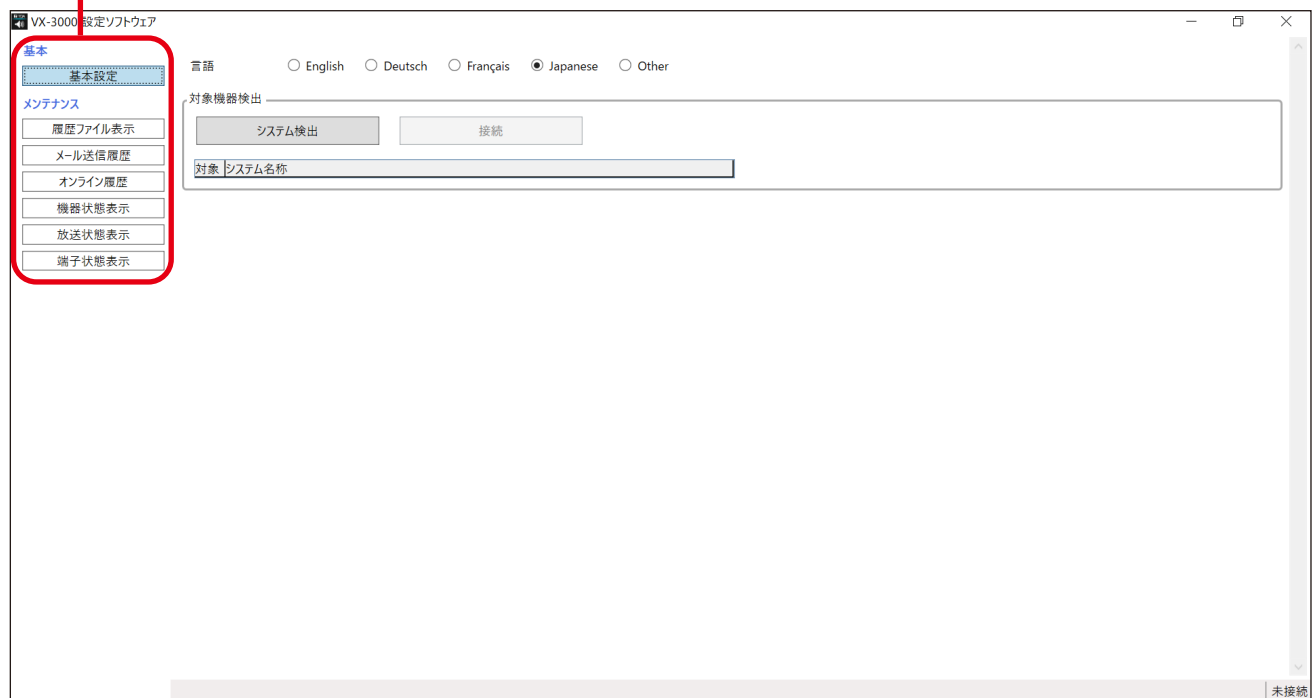 VX-3000 設定ソフトウェア
基本
基本設定
メンテナンス
履歴ファイル表示
メール送信履歴
オンライン履歴
機器状態表示
放送状態表示
端子状態表示
言語 English Deutsch Français Japanese Other
対象機器検出
システム検出 接続
対象 システム名称
未接続